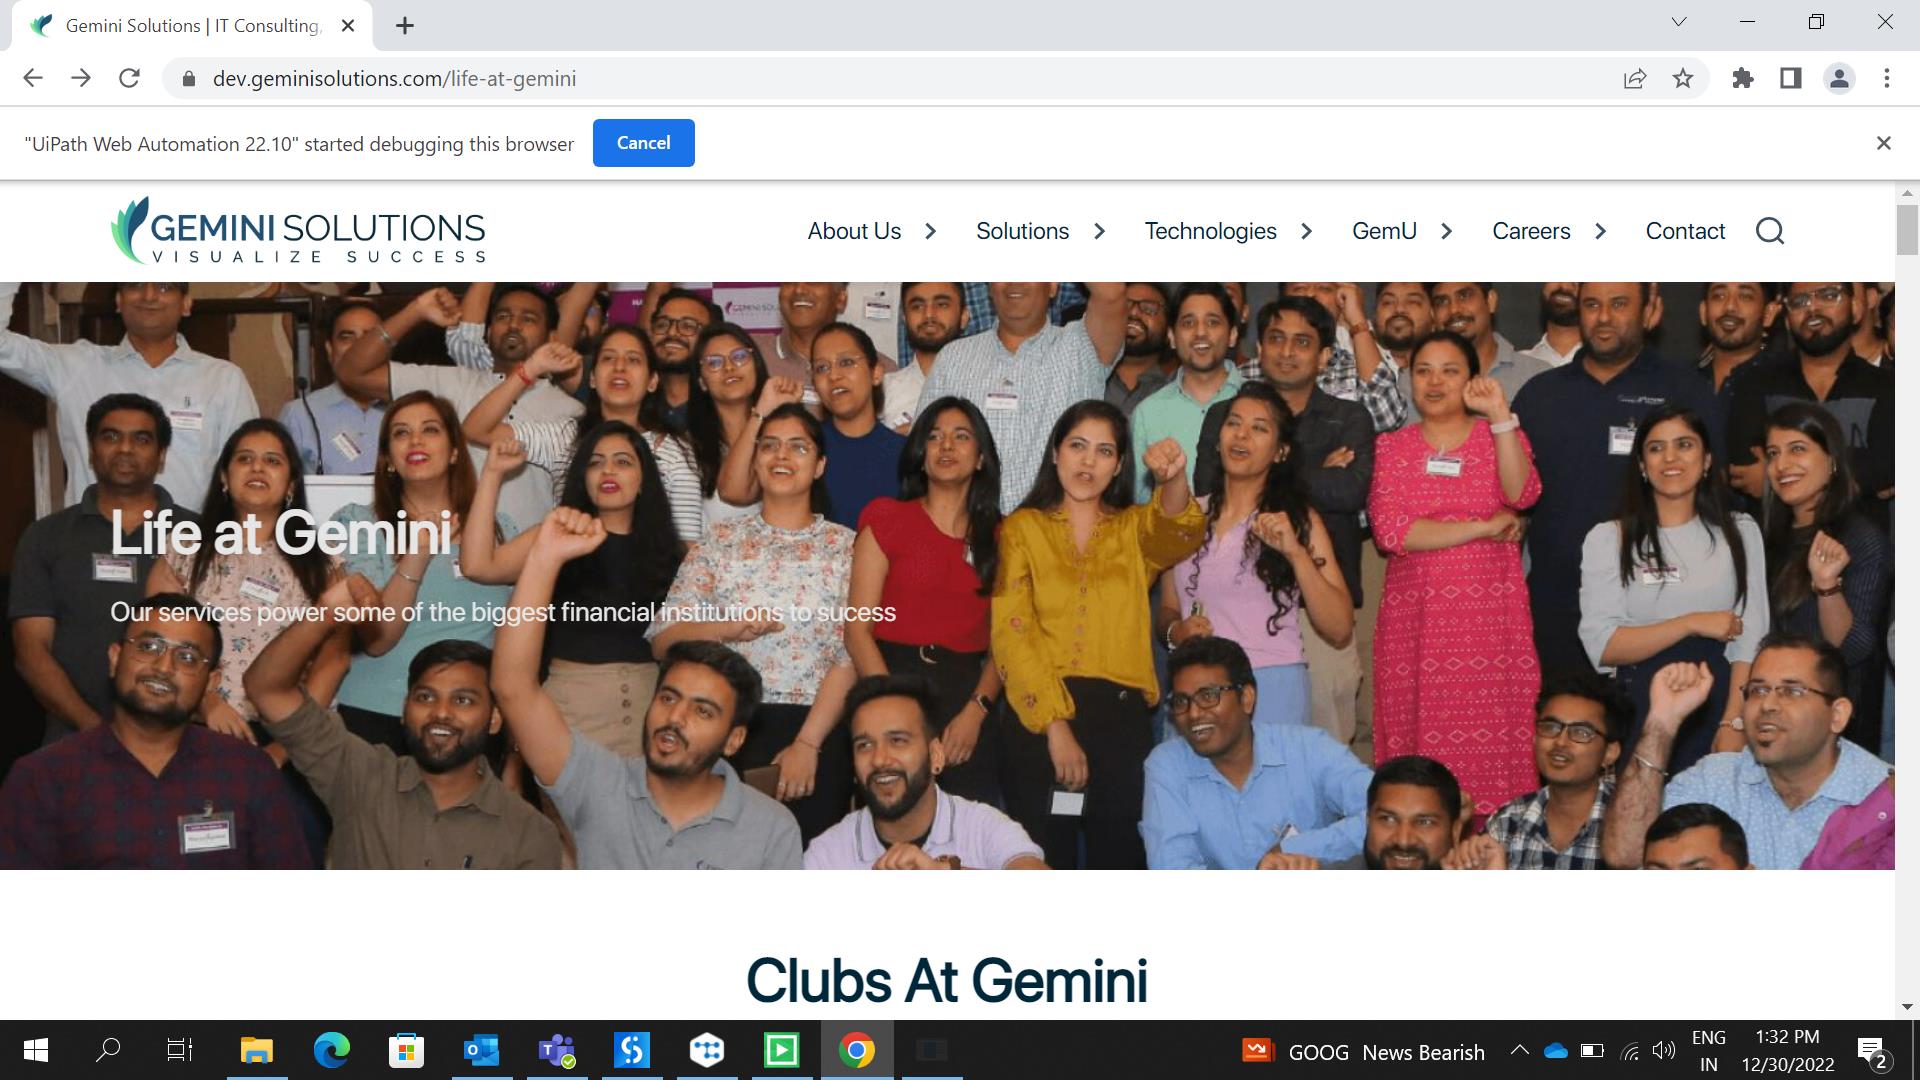 Gemini Solutions | IT Consulting,
dev.geminisolutions.com/life-at-gemini
"UiPath Web Automation 22.10" started debugging this browser Cancel
GEMINI SOLUTIONS
VISUALIZE SUCCESS
About Us Solutions Technologies GemU Careers Contact
Life at Gemini
Our services power some of the biggest financial institutions to sucess
Clubs At Gemini
GOOG News Bearish
ENG
IN
1:32 PM
12/30/2022
2